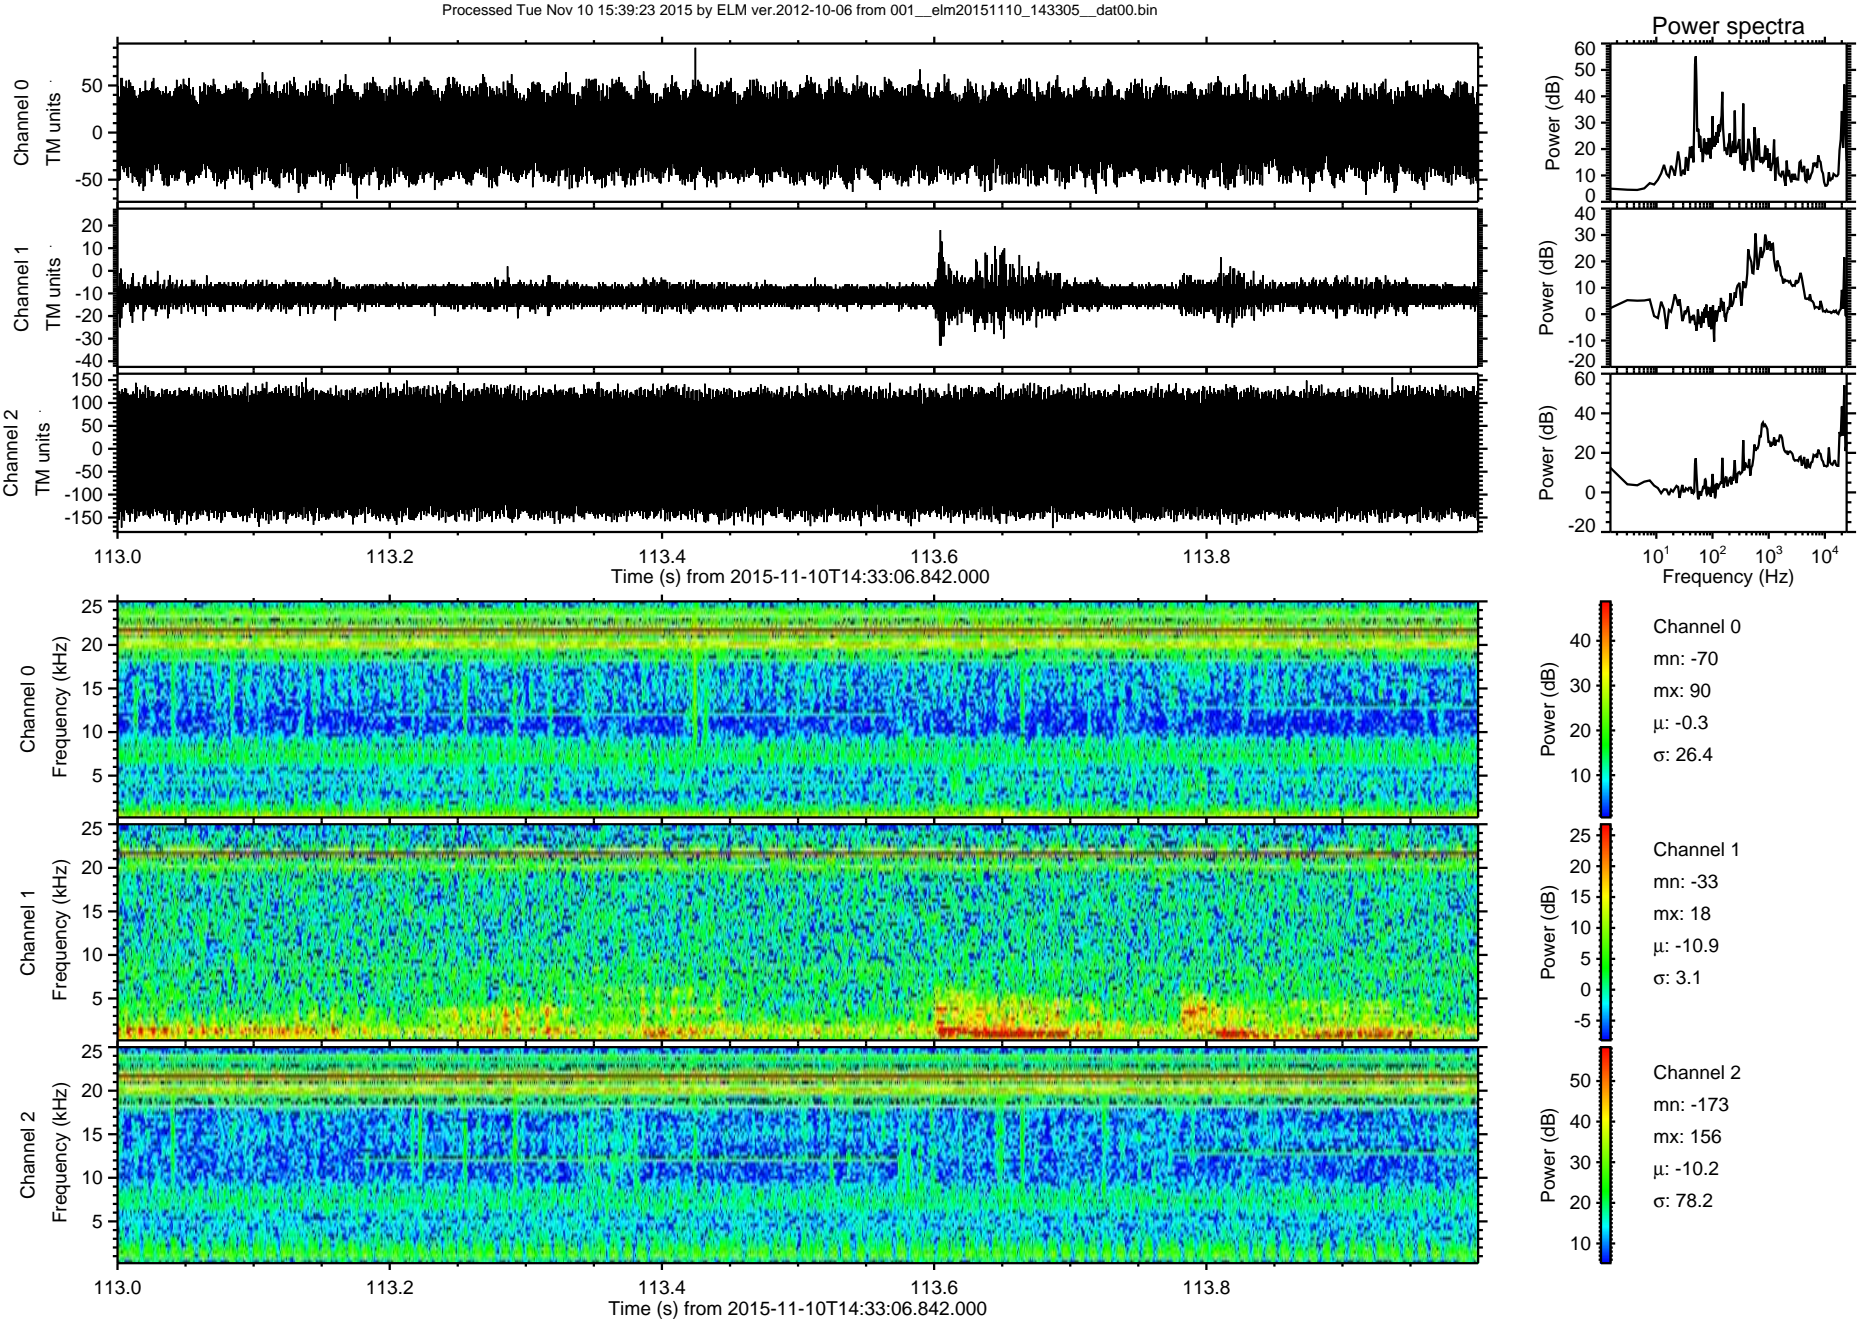 Processed Tue Nov 10 15:39:23 2015 by ELM ver.2012-10-06 from 001__elm20151110_143305__dat00.bin
Power spectra
Channel 0
TM units
50
0
-50
Power (dB)
60
50
40
30
20
10
0
Channel 1
TM units
20
10
0
-10
-20
-30
-40
Power (dB)
40
30
20
10
0
-10
-20
Channel 2
TM units
150
100
50
0
-50
-100
-150
Power (dB)
60
40
20
0
-20
113.0 113.2 113.4 113.6 113.8
Time (s) from 2015-11-10T14:33:06.842.000
10¹ 10² 10³ 10⁴
Frequency (Hz)
Channel 0
Frequency (kHz)
25
20
15
10
5
Power (dB)
40
30
20
10
Channel 0
mn: -70
mx: 90
μ: -0.3
σ: 26.4
Channel 1
Frequency (kHz)
25
20
15
10
5
Power (dB)
25
20
15
10
5
0
-5
Channel 1
mn: -33
mx: 18
μ: -10.9
σ: 3.1
Channel 2
Frequency (kHz)
25
20
15
10
5
Power (dB)
50
40
30
20
10
Channel 2
mn: -173
mx: 156
μ: -10.2
σ: 78.2
113.0 113.2 113.4 113.6 113.8
Time (s) from 2015-11-10T14:33:06.842.000